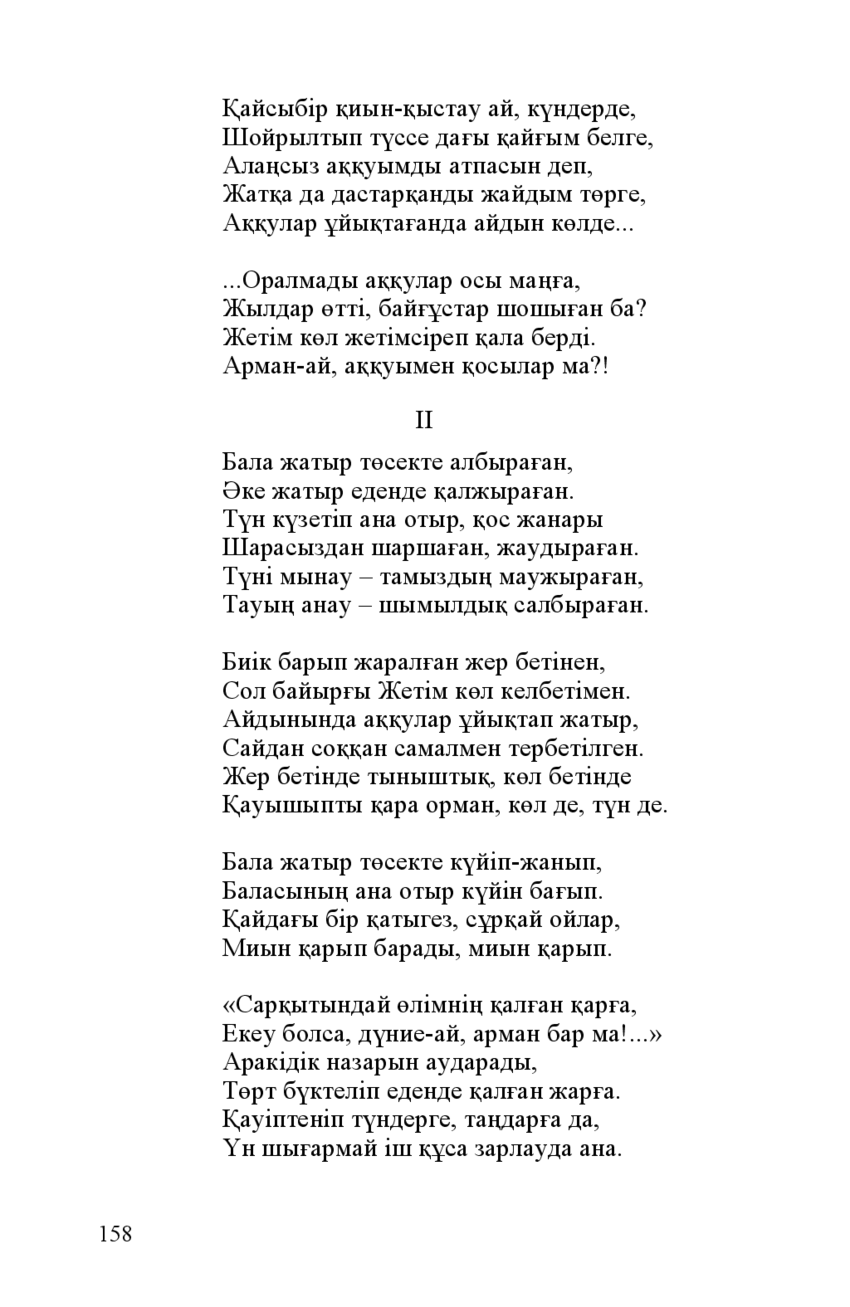 Қайсыбір қиын-қыстау ай, күндерде,
Шойрылтып түссе дағы қайғым белге,
Алаңсыз аққуымды атпасын деп,
Жатқа да дастарқанды жайдым төрге,
Аққулар ұйықтағанда айдын көлде...
...Оралмады аққулар осы маңға,
Жылдар өтті, байғұстар шошыған ба?
Жетім көл жетімсіреп қала берді.
Арман-ай, аққуымен қосылар ма?!
II
Бала жатыр төсекте албыраған,
Әке жатыр еденде қалжыраған.
Түн күзетіп ана отыр, қос жанары
Шарасыздан шаршаған, жаудыраған.
Түні мынау – тамыздың маужыраған,
Тауың анау – шымылдық салбыраған.
Биік барып жаралған жер бетінен,
Сол байырғы Жетім көл келбетімен.
Айдынында аққулар ұйықтап жатыр,
Сайдан соққан самалмен тербетілген.
Жер бетінде тыныштық, көл бетінде
Қауышыпты қара орман, көл де, түн де.
Бала жатыр төсекте күйіп-жанып,
Баласының ана отыр күйін бағып.
Қайдағы бір қатыгез, сұрқай ойлар,
Миын қарып барады, миын қарып.
«Сарқытындай өлімнің қалған қарға,
Екеу болса, дүние-ай, арман бар ма!...»
Аракідік назарын аударады,
Төрт бүктеліп еденде қалған жарға.
Қауіптеніп түндерге, таңдарға да,
Үн шығармай іш құса зарлауда ана.
158